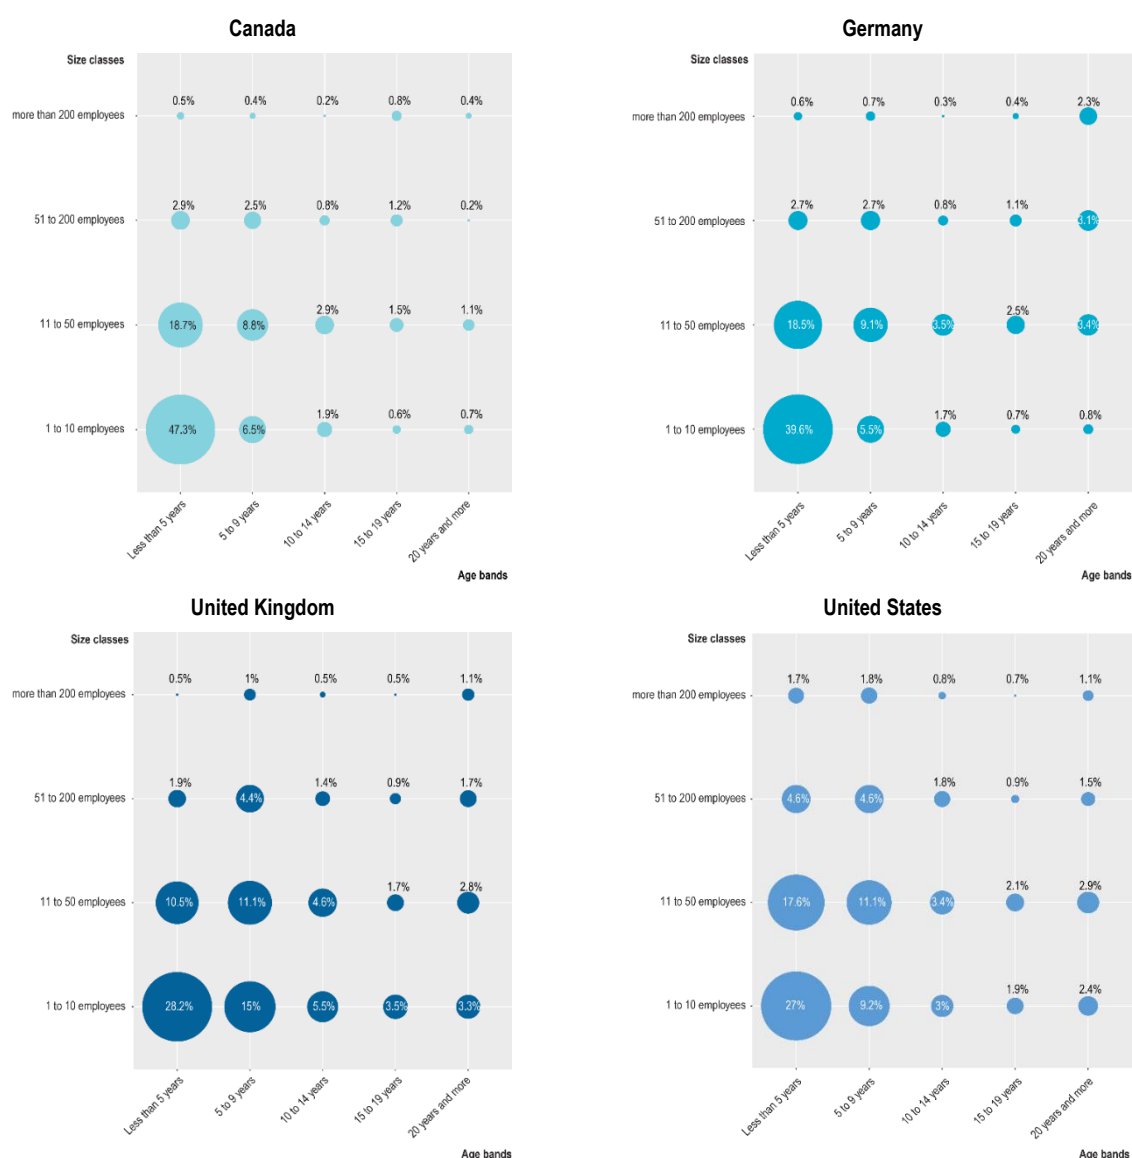 Canada
Size classes
0.5% 0.4% 0.2% 0.8% 0.4%
more than 200 employees
2.9% 2.5% 0.8% 1.2% 0.2%
51 to 200 employees
2.9% 1.5% 1.1%
11 to 50 employees 18.7% 8.8%
1.9% 0.6% 0.7%
1 to 10 employees 47.3% 6.5%
Less than 5 years 5 to 9 years 10 to 14 years 15 to 19 years 20 years and more
Age bands
Germany
Size classes
0.6% 0.7% 0.3% 0.4% 2.3%
more than 200 employees
2.7% 2.7% 0.8% 1.1%
51 to 200 employees 3.1%
2.5%
11 to 50 employees 18.5% 9.1% 3.5% 3.4%
1.7% 0.7% 0.8%
1 to 10 employees 39.6% 5.5%
Less than 5 years 5 to 9 years 10 to 14 years 15 to 19 years 20 years and more
Age bands
United Kingdom
Size classes
0.5% 1% 0.5% 0.5% 1.1%
more than 200 employees
1.9% 1.4% 0.9% 1.7%
51 to 200 employees 4.4%
1.7% 2.8%
11 to 50 employees 10.5% 11.1% 4.6%
1 to 10 employees 28.2% 15% 5.5% 3.5% 3.3%
Less than 5 years 5 to 9 years 10 to 14 years 15 to 19 years 20 years and more
Age bands
United States
Size classes
1.7% 1.8% 0.8% 0.7% 1.1%
more than 200 employees
1.8% 0.9% 1.5%
51 to 200 employees 4.6% 4.6%
2.1% 2.9%
11 to 50 employees 17.6% 11.1% 3.4%
1.9% 2.4%
1 to 10 employees 27% 9.2% 3%
Less than 5 years 5 to 9 years 10 to 14 years 15 to 19 years 20 years and more
Age bands